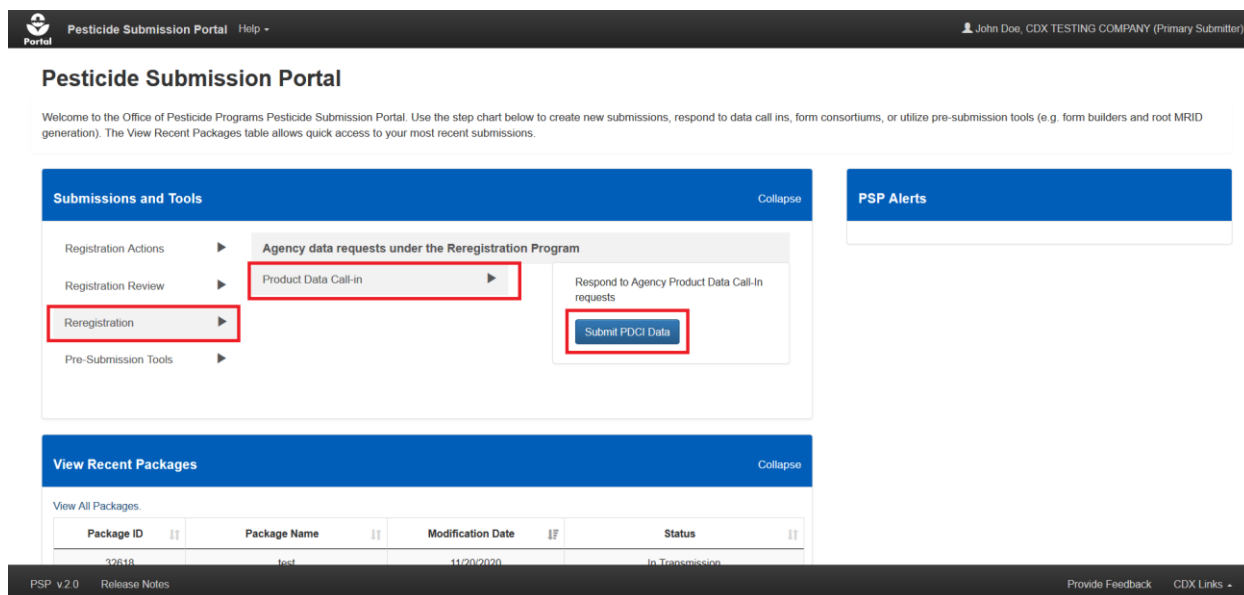 Portal
Pesticide Submission Portal Help
John Doe, CDX TESTING COMPANY (Primary Submitter)
Pesticide Submission Portal
Welcome to the Office of Pesticide Programs Pesticide Submission Portal. Use the step chart below to create new submissions, respond to data call ins, form consortiums, or utilize pre-submission tools (e.g. form builders and root MRID
generation). The View Recent Packages table allows quick access to your most recent submissions.
Submissions and Tools
Collapse
PSP Alerts
Registration Actions
Registration Review
Reregistration
Pre-Submission Tools
Agency data requests under the Reregistration Program
Product Data Call-in
Respond to Agency Product Data Call-In
requests
Submit PDCI Data
View Recent Packages
Collapse
View All Packages.
Package ID Package Name Modification Date Status
32618 test 11/20/2020 In Transmission
PSP v.2.0 Release Notes
Provide Feedback CDX Links